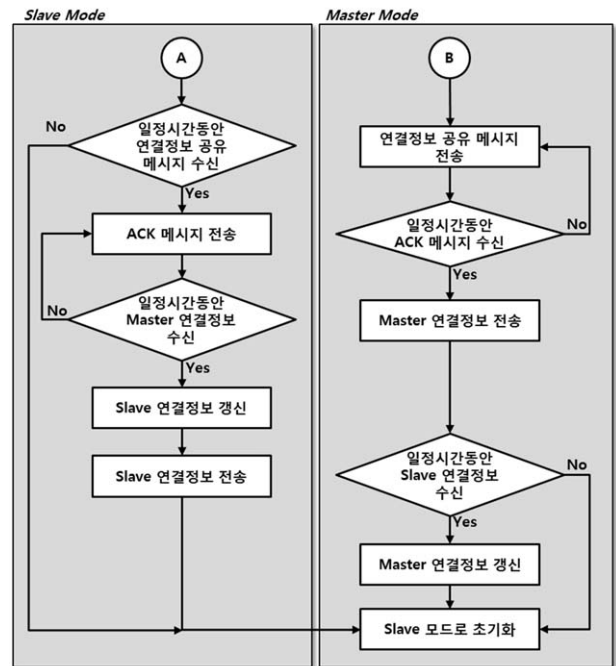 Slave Mode
A
No
일정시간동안
연결정보 공유
메시지 수신
Yes
ACK 메시지 전송
No
일정시간동안
Master 연결정보
수신
Yes
Slave 연결정보 갱신
Slave 연결정보 전송
Master Mode
B
연결정보 공유 메시지
전송
일정시간동안
ACK 메시지 수신
No
Yes
Master 연결정보 전송
일정시간동안
Slave 연결정보
수신
No
Yes
Master 연결정보 갱신
Slave 모드로 초기화